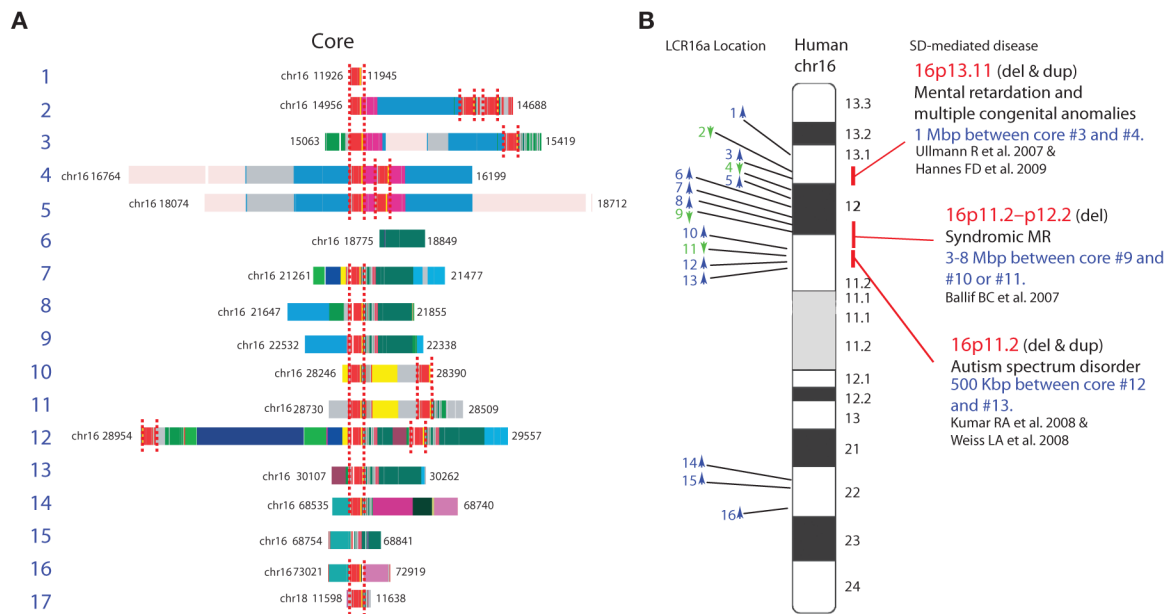 A
Core
1 chr16 11926 11945
2 chr16 14956 14688
3 15063 15419
4 chr16 16764 16199
5 chr16 18074 18712
6 chr16 18775 18849
7 chr16 21261 21477
8 chr16 21647 21855
9 chr16 22532 22338
10 chr16 28246 28390
11 chr16 28730 28509
12 chr16 28954 29557
13 chr16 30107 30262
14 chr16 68535 68740
15 chr16 68754 68841
16 chr16 73021 72919
17 chr18 11598 11638
B
LCR16a Location
Human
chr16
SD-mediated disease
1
2
3
4
5
6
7
8
9
10
11
12
13
14
15
16
13.3
13.2
13.1
12
11.2
11.1
11.1
11.2
12.1
12.2
13
21
22
23
24
16p13.11 (del & dup)
Mental retardation and
multiple congenital anomalies
1 Mbp between core #3 and #4.
Ullmann R et al. 2007 &
Hannes FD et al. 2009
16p11.2–p12.2 (del)
Syndromic MR
3-8 Mbp between core #9 and
#10 or #11.
Ballif BC et al. 2007
16p11.2 (del & dup)
Autism spectrum disorder
500 Kbp between core #12
and #13.
Kumar RA et al. 2008 &
Weiss LA et al. 2008